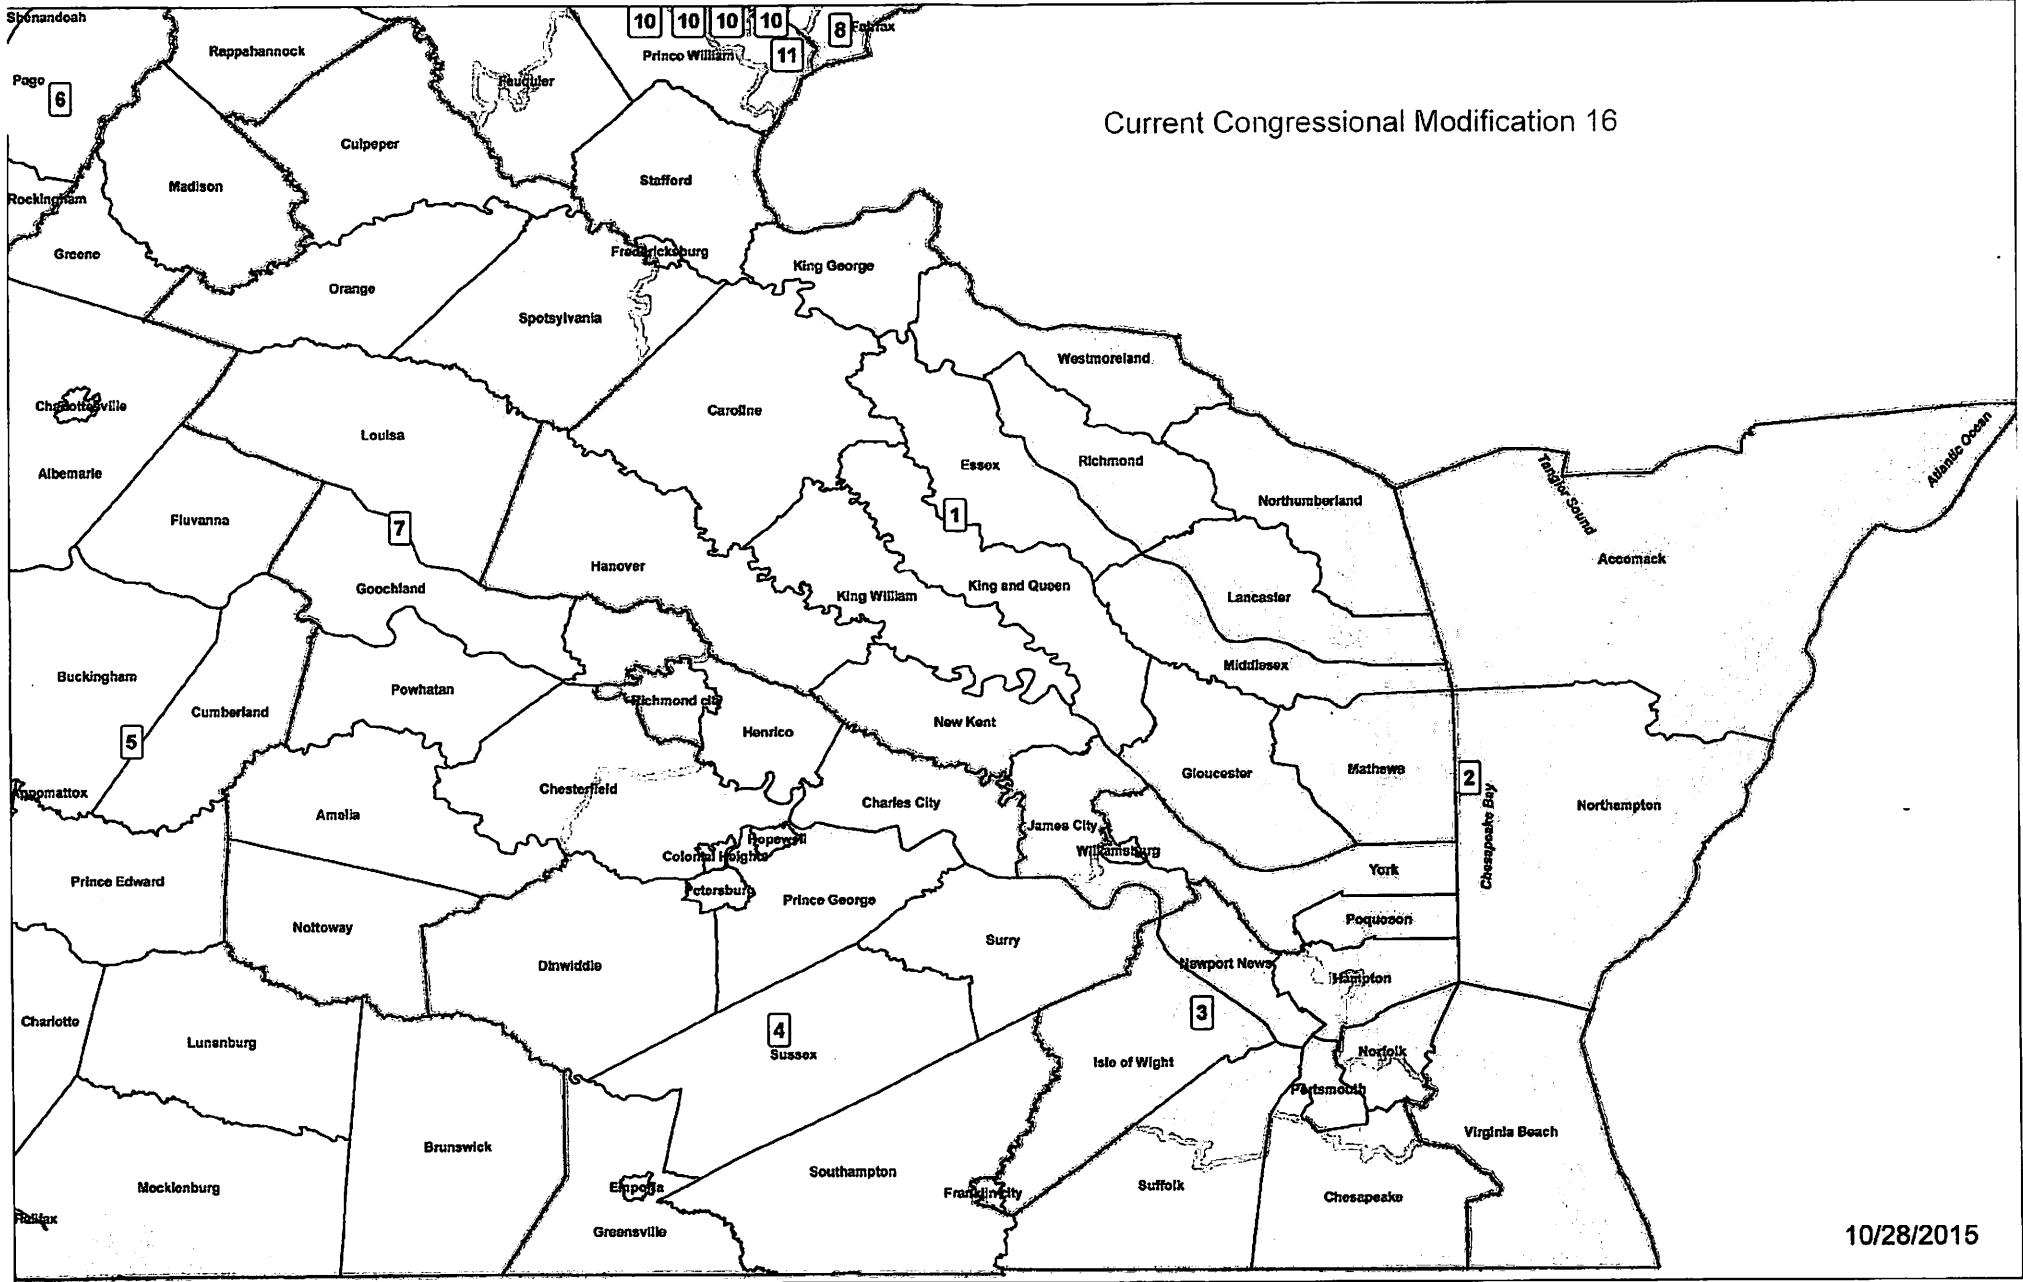 Shenandoah
10
10
10
10
8
Fairfax
Rappahannock
Prince William
11
Page
6
Fauquier
Current Congressional Modification 16
Culpeper
Madison
Stafford
Rockingham
Greene
Fredericksburg
King George
Orange
Spotsylvania
Westmoreland
Charlottesville
Caroline
Louisa
Albemarle
Essex
Richmond
Tangier Sound
Atlantic Ocean
Northumberland
Fluvanna
7
1
Accomack
Hanover
Goochland
King William
King and Queen
Lancaster
Buckingham
Middlesex
Powhatan
Richmond city
Cumberland
New Kent
Henrico
5
Gloucester
Mathews
2
Chesapeake Bay
Appomattox
Chesterfield
Charles City
Northampton
Amelia
James City
Hopewell
Colonial Heights
Williamsburg
York
Prince Edward
Petersburg
Prince George
Poquoson
Nottoway
Surry
Dinwiddie
Newport News
Hampton
Charlotte
3
4
Lunenburg
Sussex
Isle of Wight
Norfolk
Portsmouth
Virginia Beach
Brunswick
Southampton
Mecklenburg
Emporia
Franklin City
Suffolk
Chesapeake
Halifax
Greensville
10/28/2015